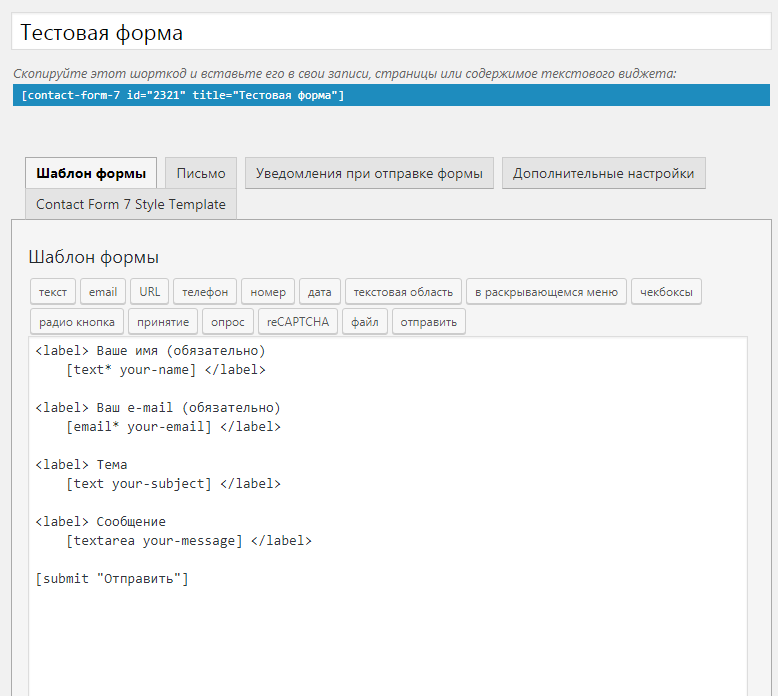 Тестовая форма
Скопируйте этот шорткод и вставьте его в свои записи, страницы или содержимое текстового виджета:
[contact-form-7 id="2321" title="Тестовая форма"]
Шаблон формы Письмо Уведомления при отправке формы Дополнительные настройки
Contact Form 7 Style Template
Шаблон формы
текст email URL телефон номер дата текстовая область в раскрывающемся меню чекбоксы
радио кнопка принятие опрос reCAPTCHA файл отправить
<label> Ваше имя (обязательно)
[text* your-name] </label>
<label> Ваш e-mail (обязательно)
[email* your-email] </label>
<label> Тема
[text your-subject] </label>
<label> Сообщение
[textarea your-message] </label>
[submit "Отправить"]